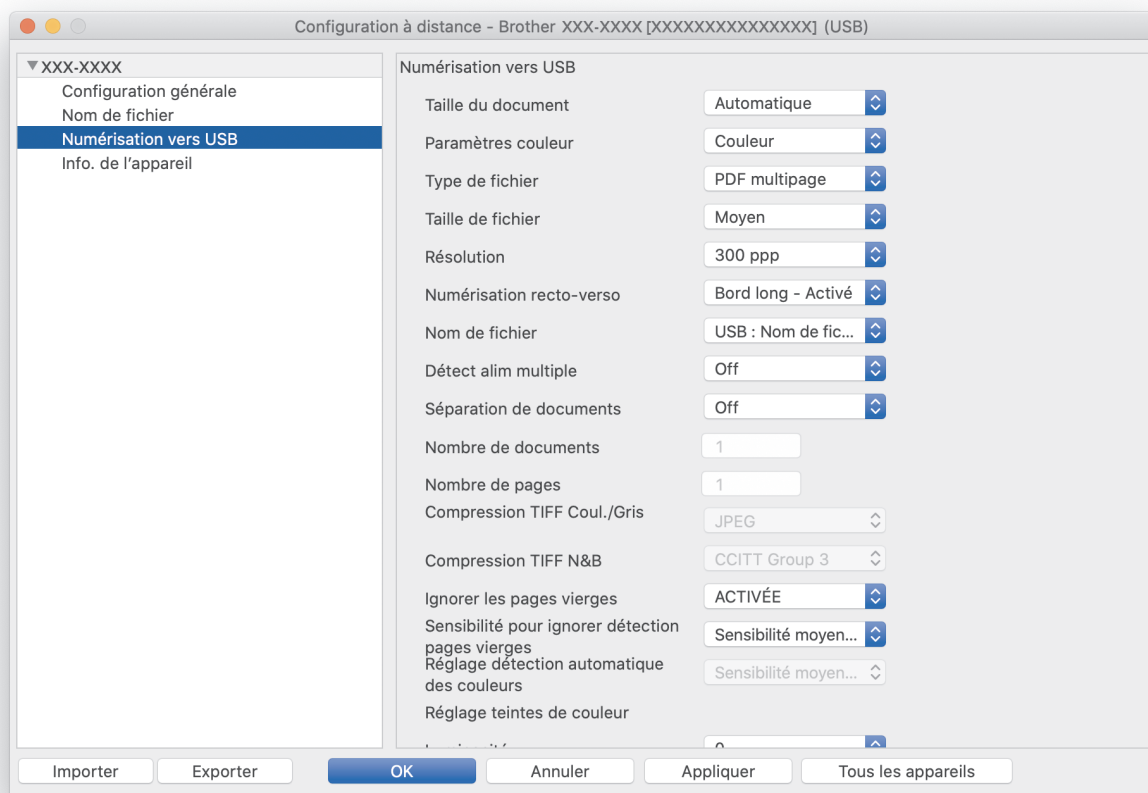 Configuration à distance - Brother XXX-XXXX [XXXXXXXXXXXXXX] (USB)
XXX-XXXX
Configuration générale
Nom de fichier
Numérisation vers USB
Info. de l’appareil
Numérisation vers USB
Taille du document Automatique
Paramètres couleur Couleur
Type de fichier PDF multipage
Taille de fichier Moyen
Résolution 300 ppp
Numérisation recto-verso Bord long - Activé
Nom de fichier USB : Nom de fic...
Détect alim multiple Off
Séparation de documents Off
Nombre de documents 1
Nombre de pages 1
Compression TIFF Coul./Gris JPEG
Compression TIFF N&B CCITT Group 3
Ignorer les pages vierges ACTIVÉE
Sensibilité pour ignorer détection
pages vierges Sensibilité moyen...
Réglage détection automatique
des couleurs Sensibilité moyen...
Réglage teintes de couleur
Importer Exporter OK Annuler Appliquer Tous les appareils